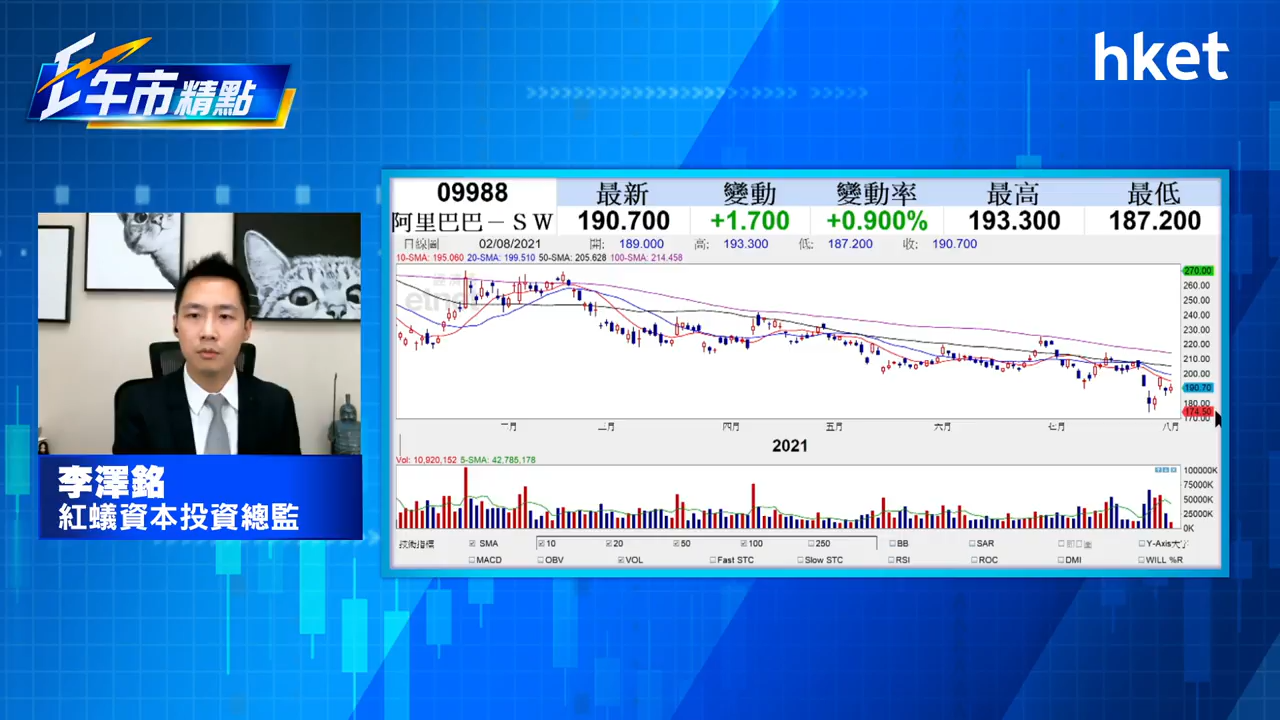 午市精點
hket
09988
阿里巴巴－ＳＷ
最新 變動 變動率 最高 最低
190.700 +1.700 +0.900% 193.300 187.200
日線圖 02/08/2021 開: 189.000 高: 193.300 低: 187.200 收: 190.700
10-SMA: 195.060 20-SMA: 199.510 50-SMA: 205.628 100-SMA: 214.458
270.00
260.00
250.00
240.00
230.00
220.00
210.00
200.00
190.70
180.00
174.50
170.00
二月 三月 四月 五月 六月 七月 八月
2021
Vol: 10,920,152 5-SMA: 42,785,178
100000K
75000K
50000K
25000K
0K
技術指標 SMA 10 20 50 100 250 BB SAR Y-Axis大字
MACD OBV VOL Fast STC Slow STC RSI ROC DMI WILL %R
李澤銘
紅蟻資本投資總監